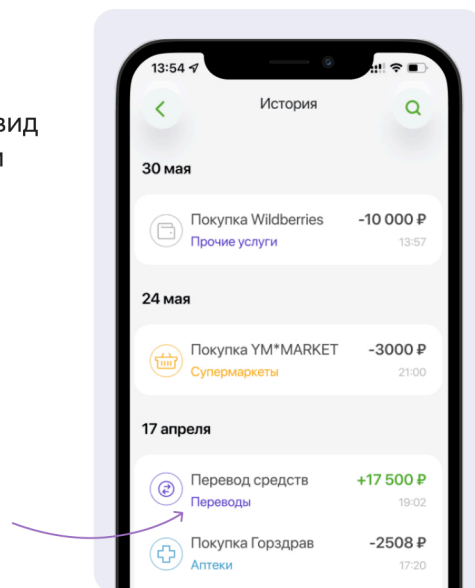 13:54
История
вид
и
30 мая
Покупка Wildberries -10 000 ₽
Прочие услуги 13:57
24 мая
Покупка YM*MARKET -3000 ₽
Супермаркеты 21:00
17 апреля
Перевод средств +17 500 ₽
Переводы 19:02
Покупка Горздрав -2508 ₽
Аптеки 17:20